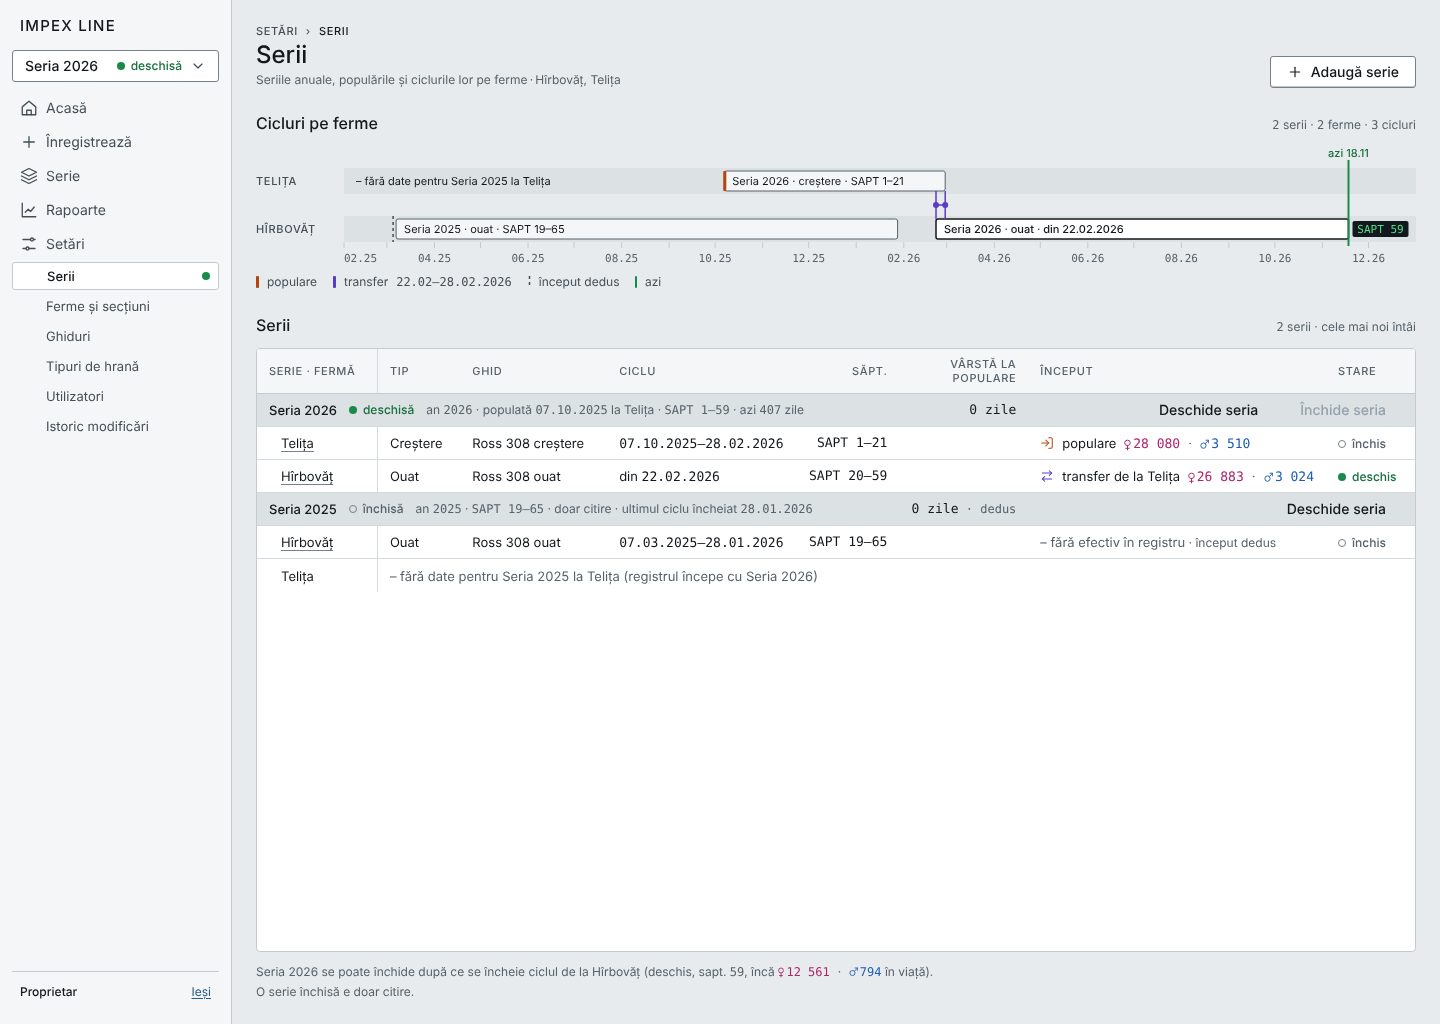 IMPEX LINE
Seria 2026 deschisă
Acasă
Înregistrează
Serie
Rapoarte
Setări
Serii
Ferme și secțiuni
Ghiduri
Tipuri de hrană
Utilizatori
Istoric modificări
Proprietar Ieși
SETĂRI › SERII
Serii
Seriile anuale, populările și ciclurile lor pe ferme · Hîrbovăț, Telița
Adaugă serie
Cicluri pe ferme
2 serii · 2 ferme · 3 cicluri
azi 18.11
TELIȚA – fără date pentru Seria 2025 la Telița Seria 2026 · creștere · SAPT 1–21
HÎRBOVĂȚ Seria 2025 · ouat · SAPT 19–65 Seria 2026 · ouat · din 22.02.2026 SAPT 59
02.25 04.25 06.25 08.25 10.25 12.25 02.26 04.26 06.26 08.26 10.26 12.26
populare transfer 22.02–28.02.2026 început dedus azi
Serii
2 serii · cele mai noi întâi
SERIE · FERMĂ TIP GHID CICLU SĂPT. VÂRSTĂ LA POPULARE ÎNCEPUT STARE
Seria 2026 deschisă an 2026 · populată 07.10.2025 la Telița · SAPT 1–59 · azi 407 zile 0 zile Deschide seria Închide seria
Telița Creștere Ross 308 creștere 07.10.2025–28.02.2026 SAPT 1–21 populare ♀28 080 · ♂3 510 închis
Hîrbovăț Ouat Ross 308 ouat din 22.02.2026 SAPT 20–59 transfer de la Telița ♀26 883 · ♂3 024 deschis
Seria 2025 închisă an 2025 · SAPT 19–65 · doar citire · ultimul ciclu încheiat 28.01.2026 0 zile · dedus Deschide seria
Hîrbovăț Ouat Ross 308 ouat 07.03.2025–28.01.2026 SAPT 19–65 – fără efectiv în registru · început dedus închis
Telița – fără date pentru Seria 2025 la Telița (registrul începe cu Seria 2026)
Seria 2026 se poate închide după ce se încheie ciclul de la Hîrbovăț (deschis, sapt. 59, încă ♀12 561 · ♂794 în viață).
O serie închisă e doar citire.